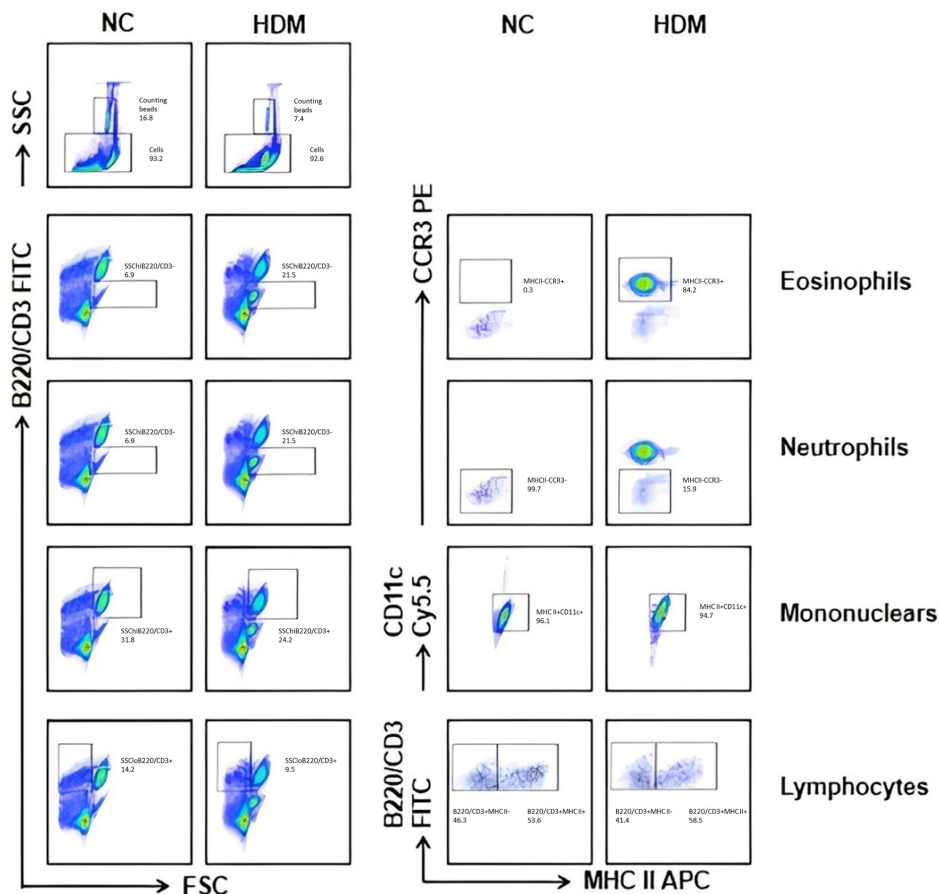 NC
HDM
NC
HDM
SSC
Counting
beads
16.8
Cells
93.2
Counting
beads
7.4
Cells
92.6
B220/CD3 FITC
CCR3 PE
SSChiB220/CD3-
6.9
SSChiB220/CD3-
21.5
MHCII-CCR3+
0.3
MHCII-CCR3+
84.2
Eosinophils
SSChiB220/CD3-
6.9
SSChiB220/CD3-
21.5
MHCII-CCR3-
99.7
MHCII-CCR3-
15.9
Neutrophils
SSChiB220/CD3+
31.8
SSChiB220/CD3+
24.2
CD11c
Cy5.5
MHC II+CD11c+
96.1
MHC II+CD11c+
94.7
Mononuclears
SSCloB220/CD3+
14.2
SSCloB220/CD3+
9.5
B220/CD3
FITC
B220/CD3+MHCII-
46.3
B220/CD3+MHCII+
53.6
B220/CD3+MHCII-
41.4
B220/CD3+MHCII+
58.5
Lymphocytes
FSC
MHC II APC